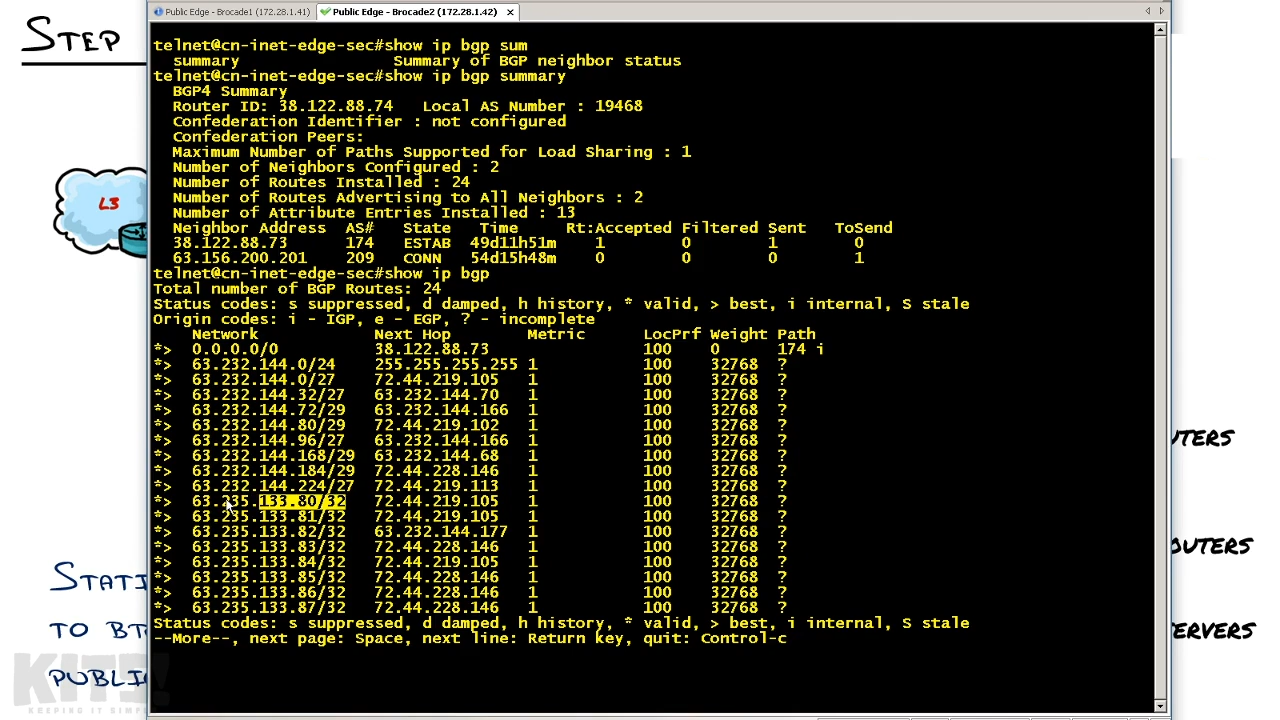 Public Edge - Brocade1 (172.28.1.41)
Public Edge - Brocade2 (172.28.1.42)
STEP
telnet@cn-inet-edge-sec#show ip bgp sum
summary Summary of BGP neighbor status
telnet@cn-inet-edge-sec#show ip bgp summary
BGP4 Summary
Router ID: 38.122.88.74 Local AS Number : 19468
Confederation Identifier : not configured
Confederation Peers:
Maximum Number of Paths Supported for Load Sharing : 1
Number of Neighbors Configured : 2
Number of Routes Installed : 24
Number of Routes Advertising to All Neighbors : 2
Number of Attribute Entries Installed : 13
Neighbor Address AS# State Time Rt:Accepted Filtered Sent ToSend
38.122.88.73 174 ESTAB 49d11h51m 1 0 1 0
63.156.200.201 209 CONN 54d15h48m 0 0 0 1
telnet@cn-inet-edge-sec#show ip bgp
Total number of BGP Routes: 24
Status codes: s suppressed, d damped, h history, * valid, > best, i internal, S stale
Origin codes: i - IGP, e - EGP, ? - incomplete
Network Next Hop Metric LocPrf Weight Path
*> 0.0.0.0/0 38.122.88.73 100 0 174 i
*> 63.232.144.0/24 255.255.255.255 1 100 32768 ?
*> 63.232.144.0/27 72.44.219.105 1 100 32768 ?
*> 63.232.144.32/27 63.232.144.70 1 100 32768 ?
*> 63.232.144.72/29 63.232.144.166 1 100 32768 ?
*> 63.232.144.80/29 72.44.219.102 1 100 32768 ?
*> 63.232.144.96/27 63.232.144.166 1 100 32768 ?
*> 63.232.144.168/29 63.232.144.68 1 100 32768 ?
*> 63.232.144.184/29 72.44.228.146 1 100 32768 ?
*> 63.232.144.224/27 72.44.219.113 1 100 32768 ?
*> 63.235.133.80/32 72.44.219.105 1 100 32768 ?
*> 63.235.133.81/32 72.44.219.105 1 100 32768 ?
*> 63.235.133.82/32 63.232.144.177 1 100 32768 ?
*> 63.235.133.83/32 72.44.228.146 1 100 32768 ?
*> 63.235.133.84/32 72.44.219.105 1 100 32768 ?
*> 63.235.133.85/32 72.44.228.146 1 100 32768 ?
*> 63.235.133.86/32 72.44.228.146 1 100 32768 ?
*> 63.235.133.87/32 72.44.228.146 1 100 32768 ?
Status codes: s suppressed, d damped, h history, * valid, > best, i internal, S stale
--More--, next page: Space, next line: Return key, quit: Control-c
L3
STATI
TO BT
PUBLIC
UTERS
OUTERS
ERVERS
KITS!
KEEPING IT SIMP